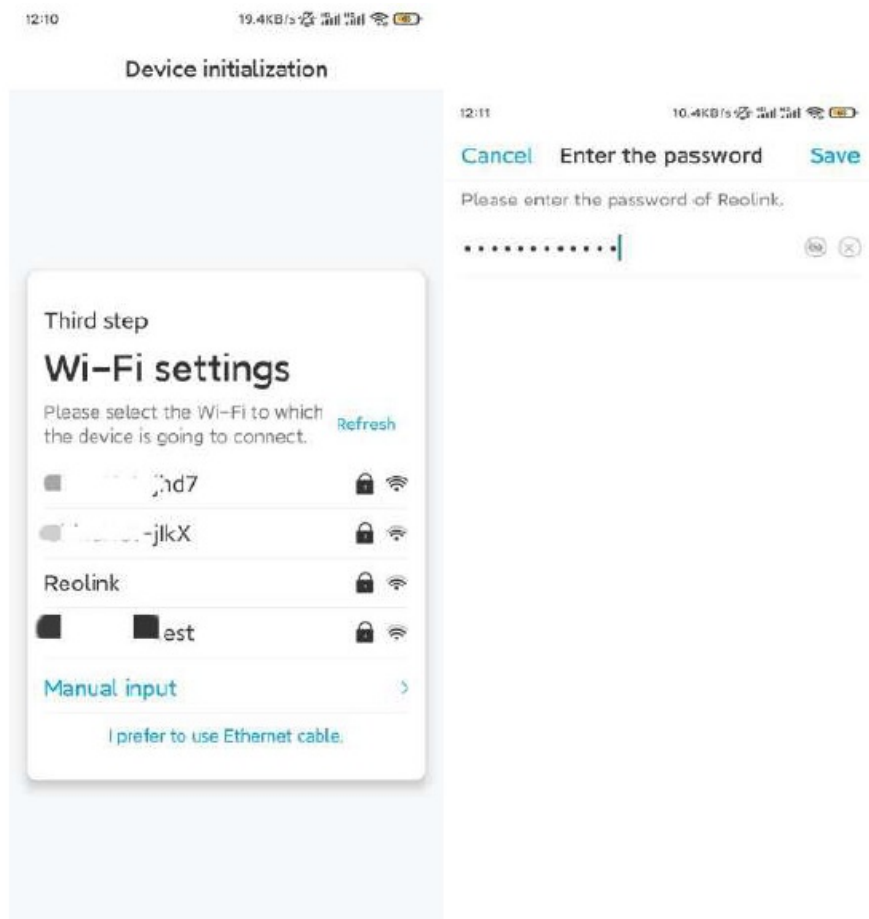 12:10
19.4KB/s
Device initialization
Third step
Wi-Fi settings
Please select the Wi-Fi to which
the device is going to connect.
Refresh
jhd7
-jlkX
Reolink
est
Manual input
I prefer to use Ethernet cable.
12:11
10.4KB/s
Cancel
Enter the password
Save
Please enter the password of Reolink.